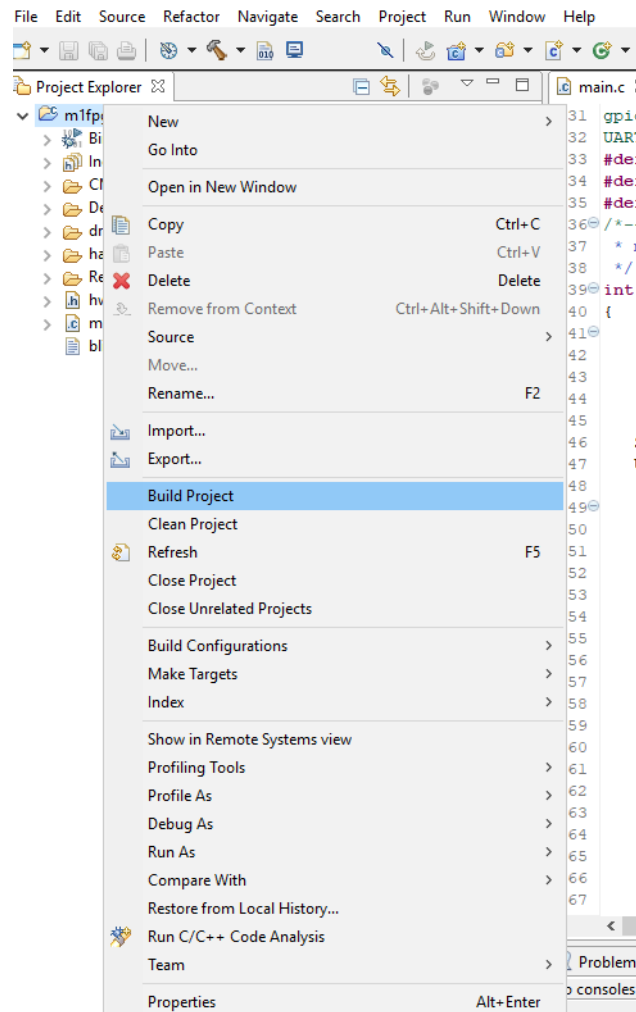 File Edit Source Refactor Navigate Search Project Run Window Help
Project Explorer
main.c
New
Go Into
Open in New Window
Copy Ctrl+C
Paste Ctrl+V
Delete Delete
Remove from Context Ctrl+Alt+Shift+Down
Source
Move...
Rename... F2
Import...
Export...
Build Project
Clean Project
Refresh F5
Close Project
Close Unrelated Projects
Build Configurations
Make Targets
Index
Show in Remote Systems view
Profiling Tools
Profile As
Debug As
Run As
Compare With
Restore from Local History...
Run C/C++ Code Analysis
Team
Properties Alt+Enter
31
32
33 #de
34 #de
35 #de
36 /*-
37 *
38 */
39 int
40 {
41
42
43
44
45
46
47
48
49
50
51
52
53
54
55
56
57
58
59
60
61
62
63
64
65
66
67
Problem
consoles